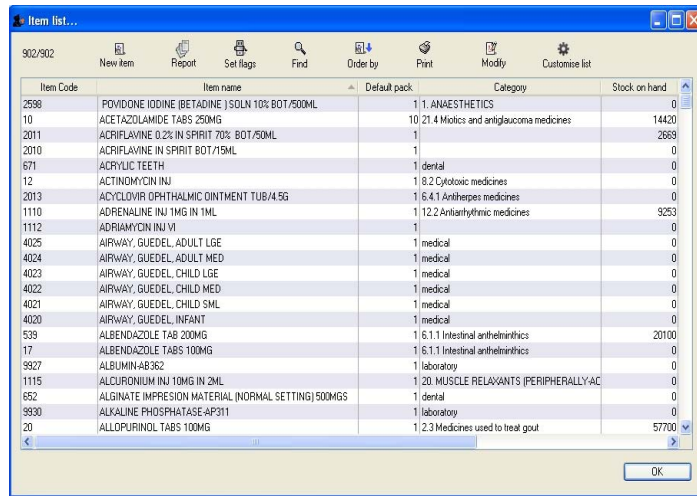 Item list...
902/902 New item Report Set flags Find Order by Print Modify Customise list
Item Code Item name Default pack Category Stock on hand
2598 POVIDONE IODINE (BETADINE ) SOLN 10% BOT/500ML 1 1. ANAESTHETICS 0
10 ACETAZOLAMIDE TABS 250MG 10 21.4 Miotics and antiglaucoma medicines 14420
2011 ACRIFLAVINE 0.2% IN SPIRIT 70% BOT/50ML 1 2669
2010 ACRIFLAVINE IN SPIRIT BOT/15ML 1 0
671 ACRYLIC TEETH 1 dental 0
12 ACTINOMYCIN INJ 1 8.2 Cytotoxic medicines 0
2013 ACYCLOVIR OPHTHALMIC OINTMENT TUB/4.5G 1 6.4.1 Antiherpes medicines 0
1110 ADRENALINE INJ 1MG IN 1ML 1 12.2 Antiarrhythmic medicines 9253
1112 ADRIAMYCIN INJ VI 1 0
4025 AIRWAY, GUEDEL, ADULT LGE 1 medical 0
4024 AIRWAY, GUEDEL, ADULT MED 1 medical 0
4023 AIRWAY, GUEDEL, CHILD LGE 1 medical 0
4022 AIRWAY, GUEDEL, CHILD MED 1 medical 0
4021 AIRWAY, GUEDEL, CHILD SML 1 medical 0
4020 AIRWAY, GUEDEL, INFANT 1 medical 0
539 ALBENDAZOLE TAB 200MG 1 6.1.1 Intestinal anthelminthics 20100
17 ALBENDAZOLE TABS 100MG 1 6.1.1 Intestinal anthelminthics 0
9927 ALBUMIN-AB362 1 laboratory 0
1115 ALCURONIUM INJ 10MG IN 2ML 1 20. MUSCLE RELAXANTS (PERIPHERALLY-AC 0
652 ALGINATE IMPRESION MATERIAL (NORMAL SETTING) 500MGS 1 dental 0
9930 ALKALINE PHOSPHATASE-AP311 1 laboratory 0
20 ALLOPURINOL TABS 100MG 1 2.3 Medicines used to treat gout 57700
OK